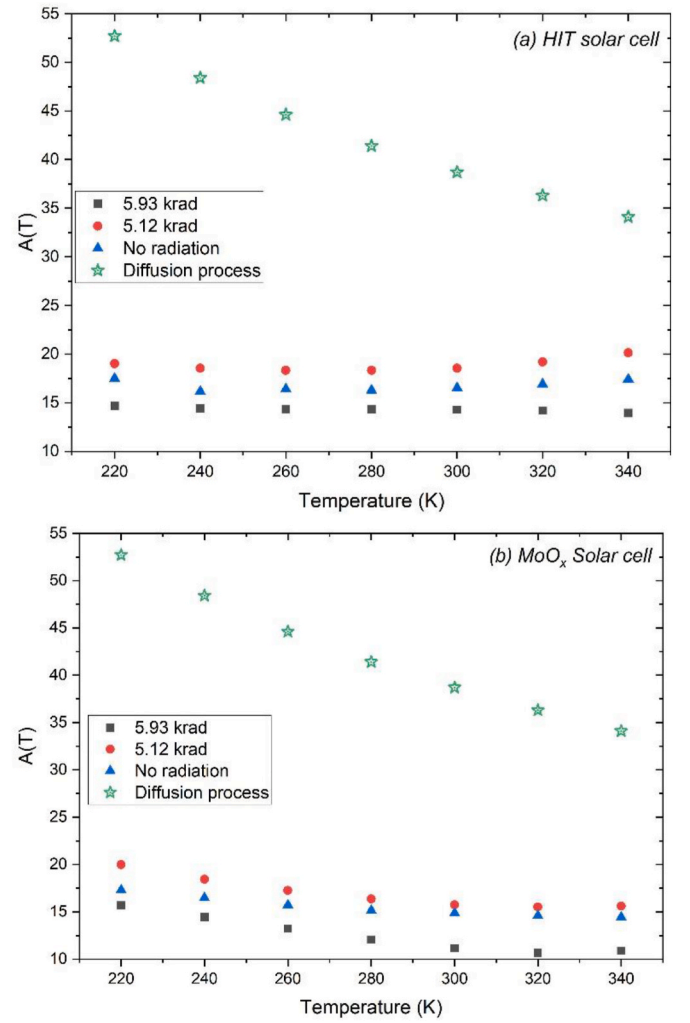 55
(a) HIT solar cell
50
45
40
35
30
25
20
15
10
A(T)
5.93 krad
5.12 krad
No radiation
Diffusion process
220 240 260 280 300 320 340
Temperature (K)
55
(b) MoOx Solar cell
50
45
40
35
30
25
20
15
10
A(T)
5.93 krad
5.12 krad
No radiation
Diffusion process
220 240 260 280 300 320 340
Temperature (K)